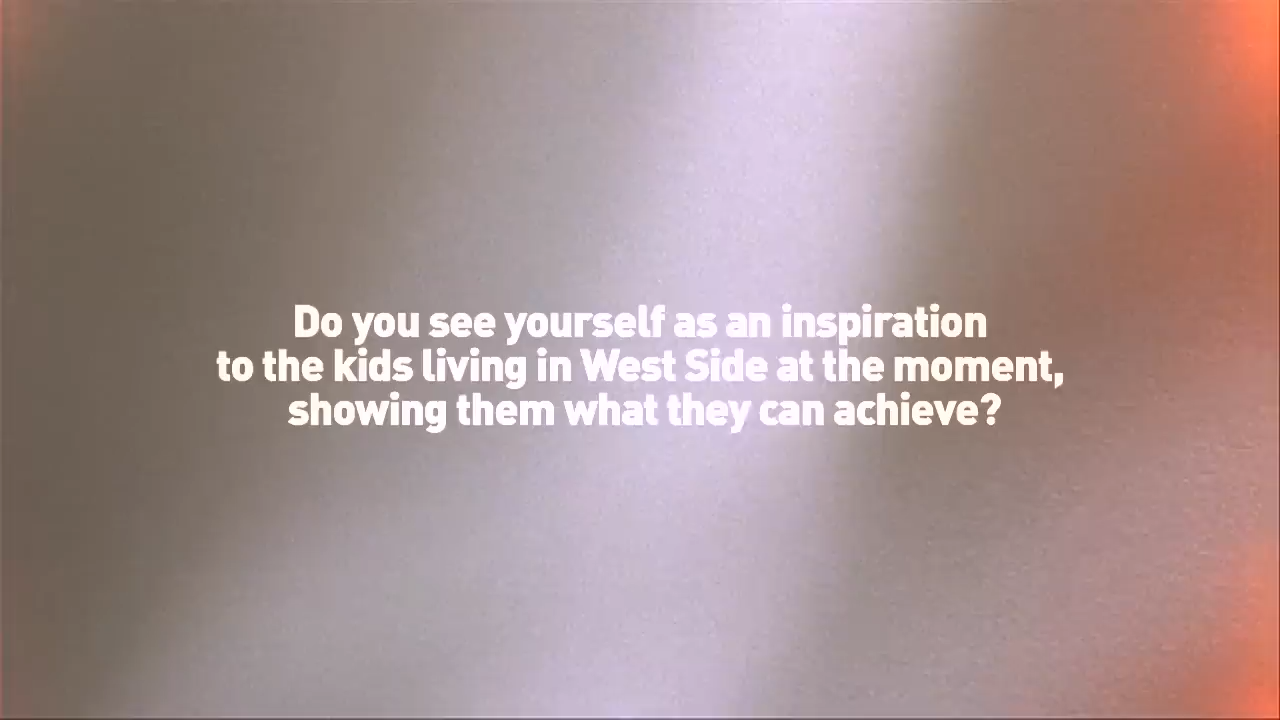 Do you see yourself as an inspiration
to the kids living in West Side at the moment,
showing them what they can achieve?